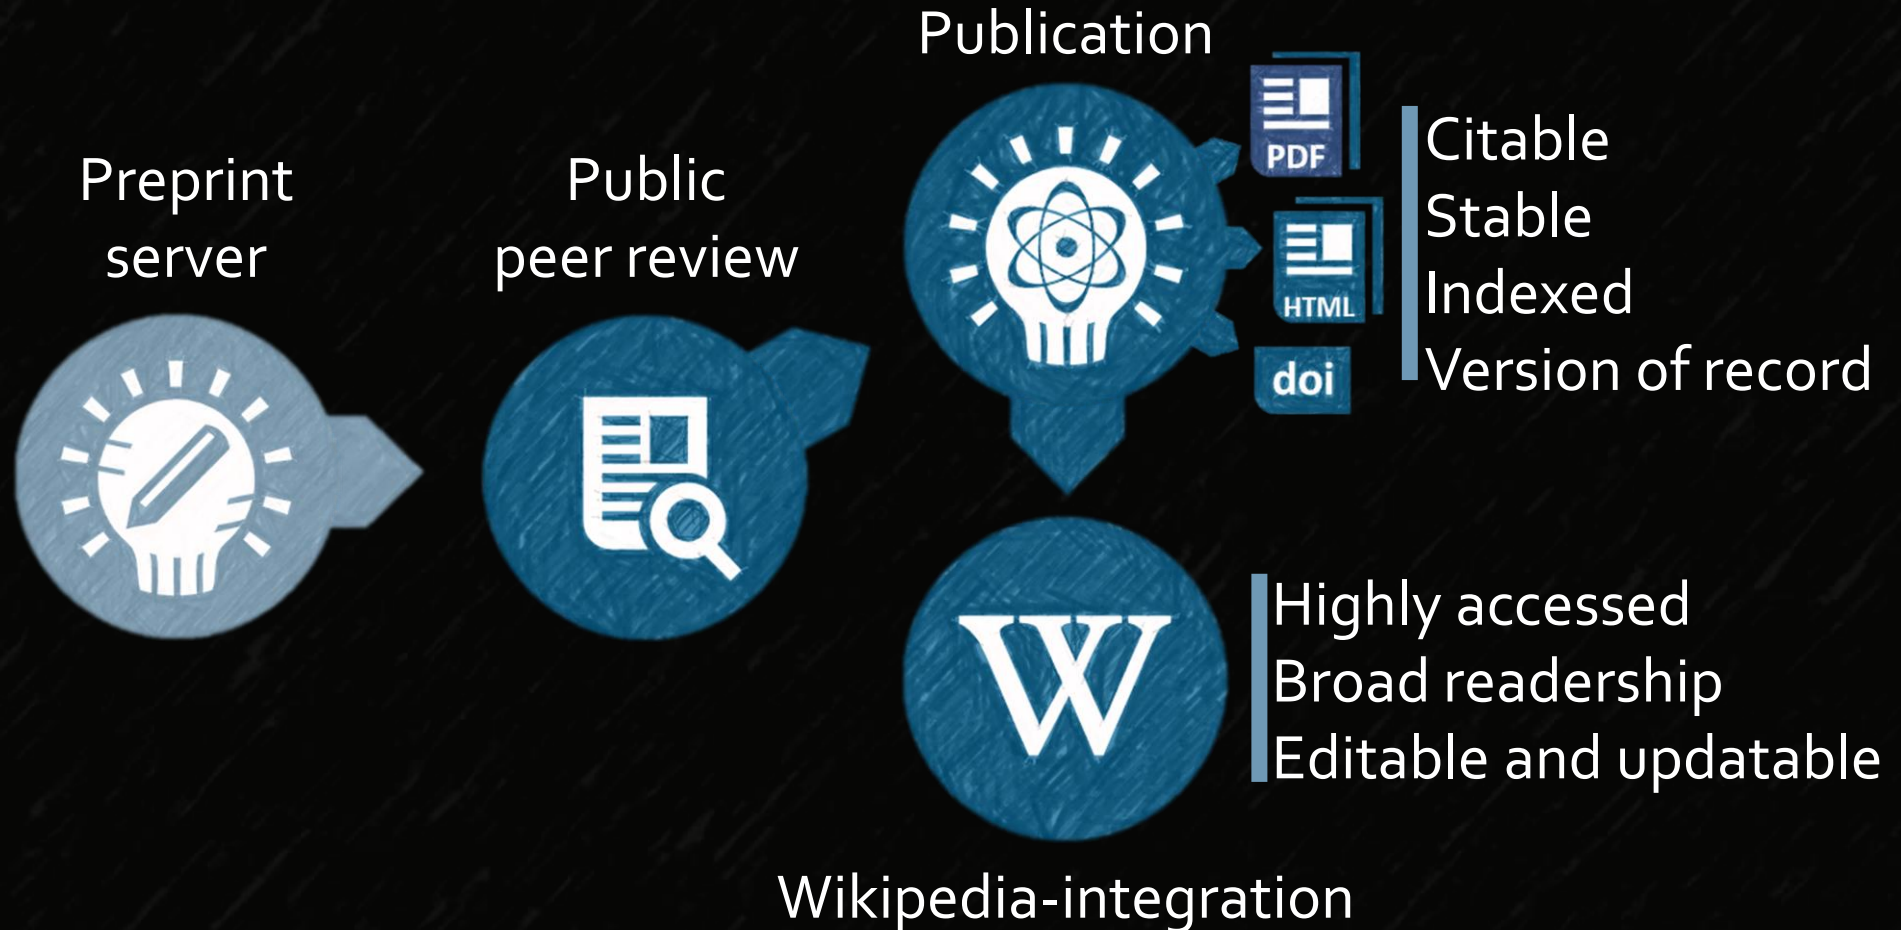 Preprint
server
Public
peer review
Publication
PDF
HTML
doi
Citable
Stable
Indexed
Version of record
W
Highly accessed
Broad readership
Editable and updatable
Wikipedia-integration